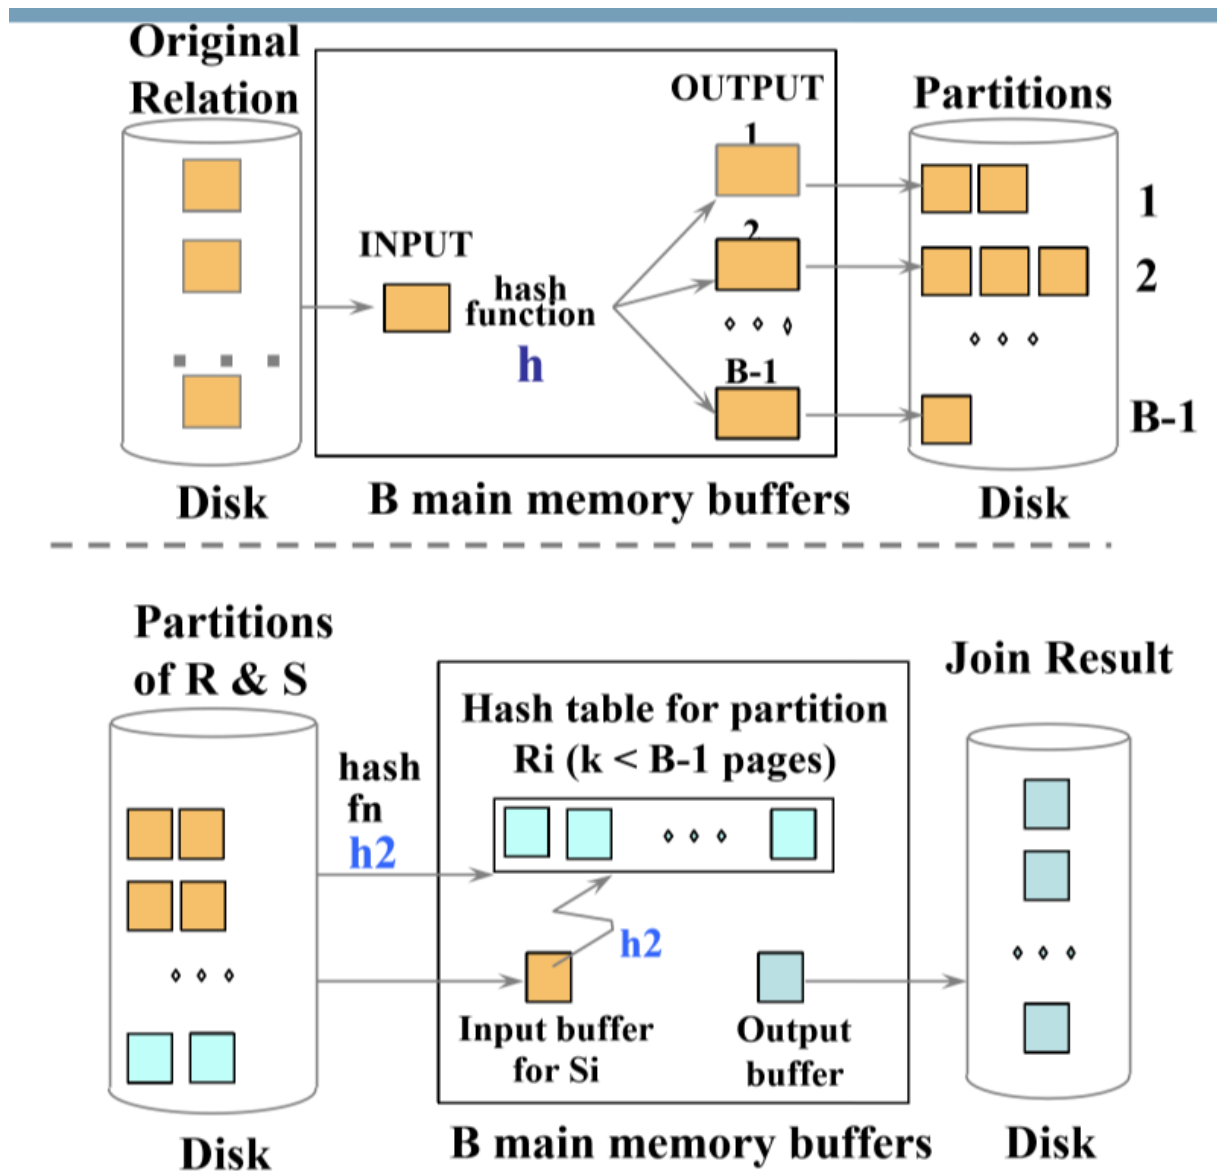 Original
Relation
OUTPUT
Partitions
1
1
INPUT
2
2
hash
function
h
B-1
B-1
Disk
B main memory buffers
Disk
Partitions
of R & S
Join Result
Hash table for partition
Ri (k < B-1 pages)
hash
fn
h2
h2
Input buffer
for Si
Output
buffer
Disk
B main memory buffers
Disk